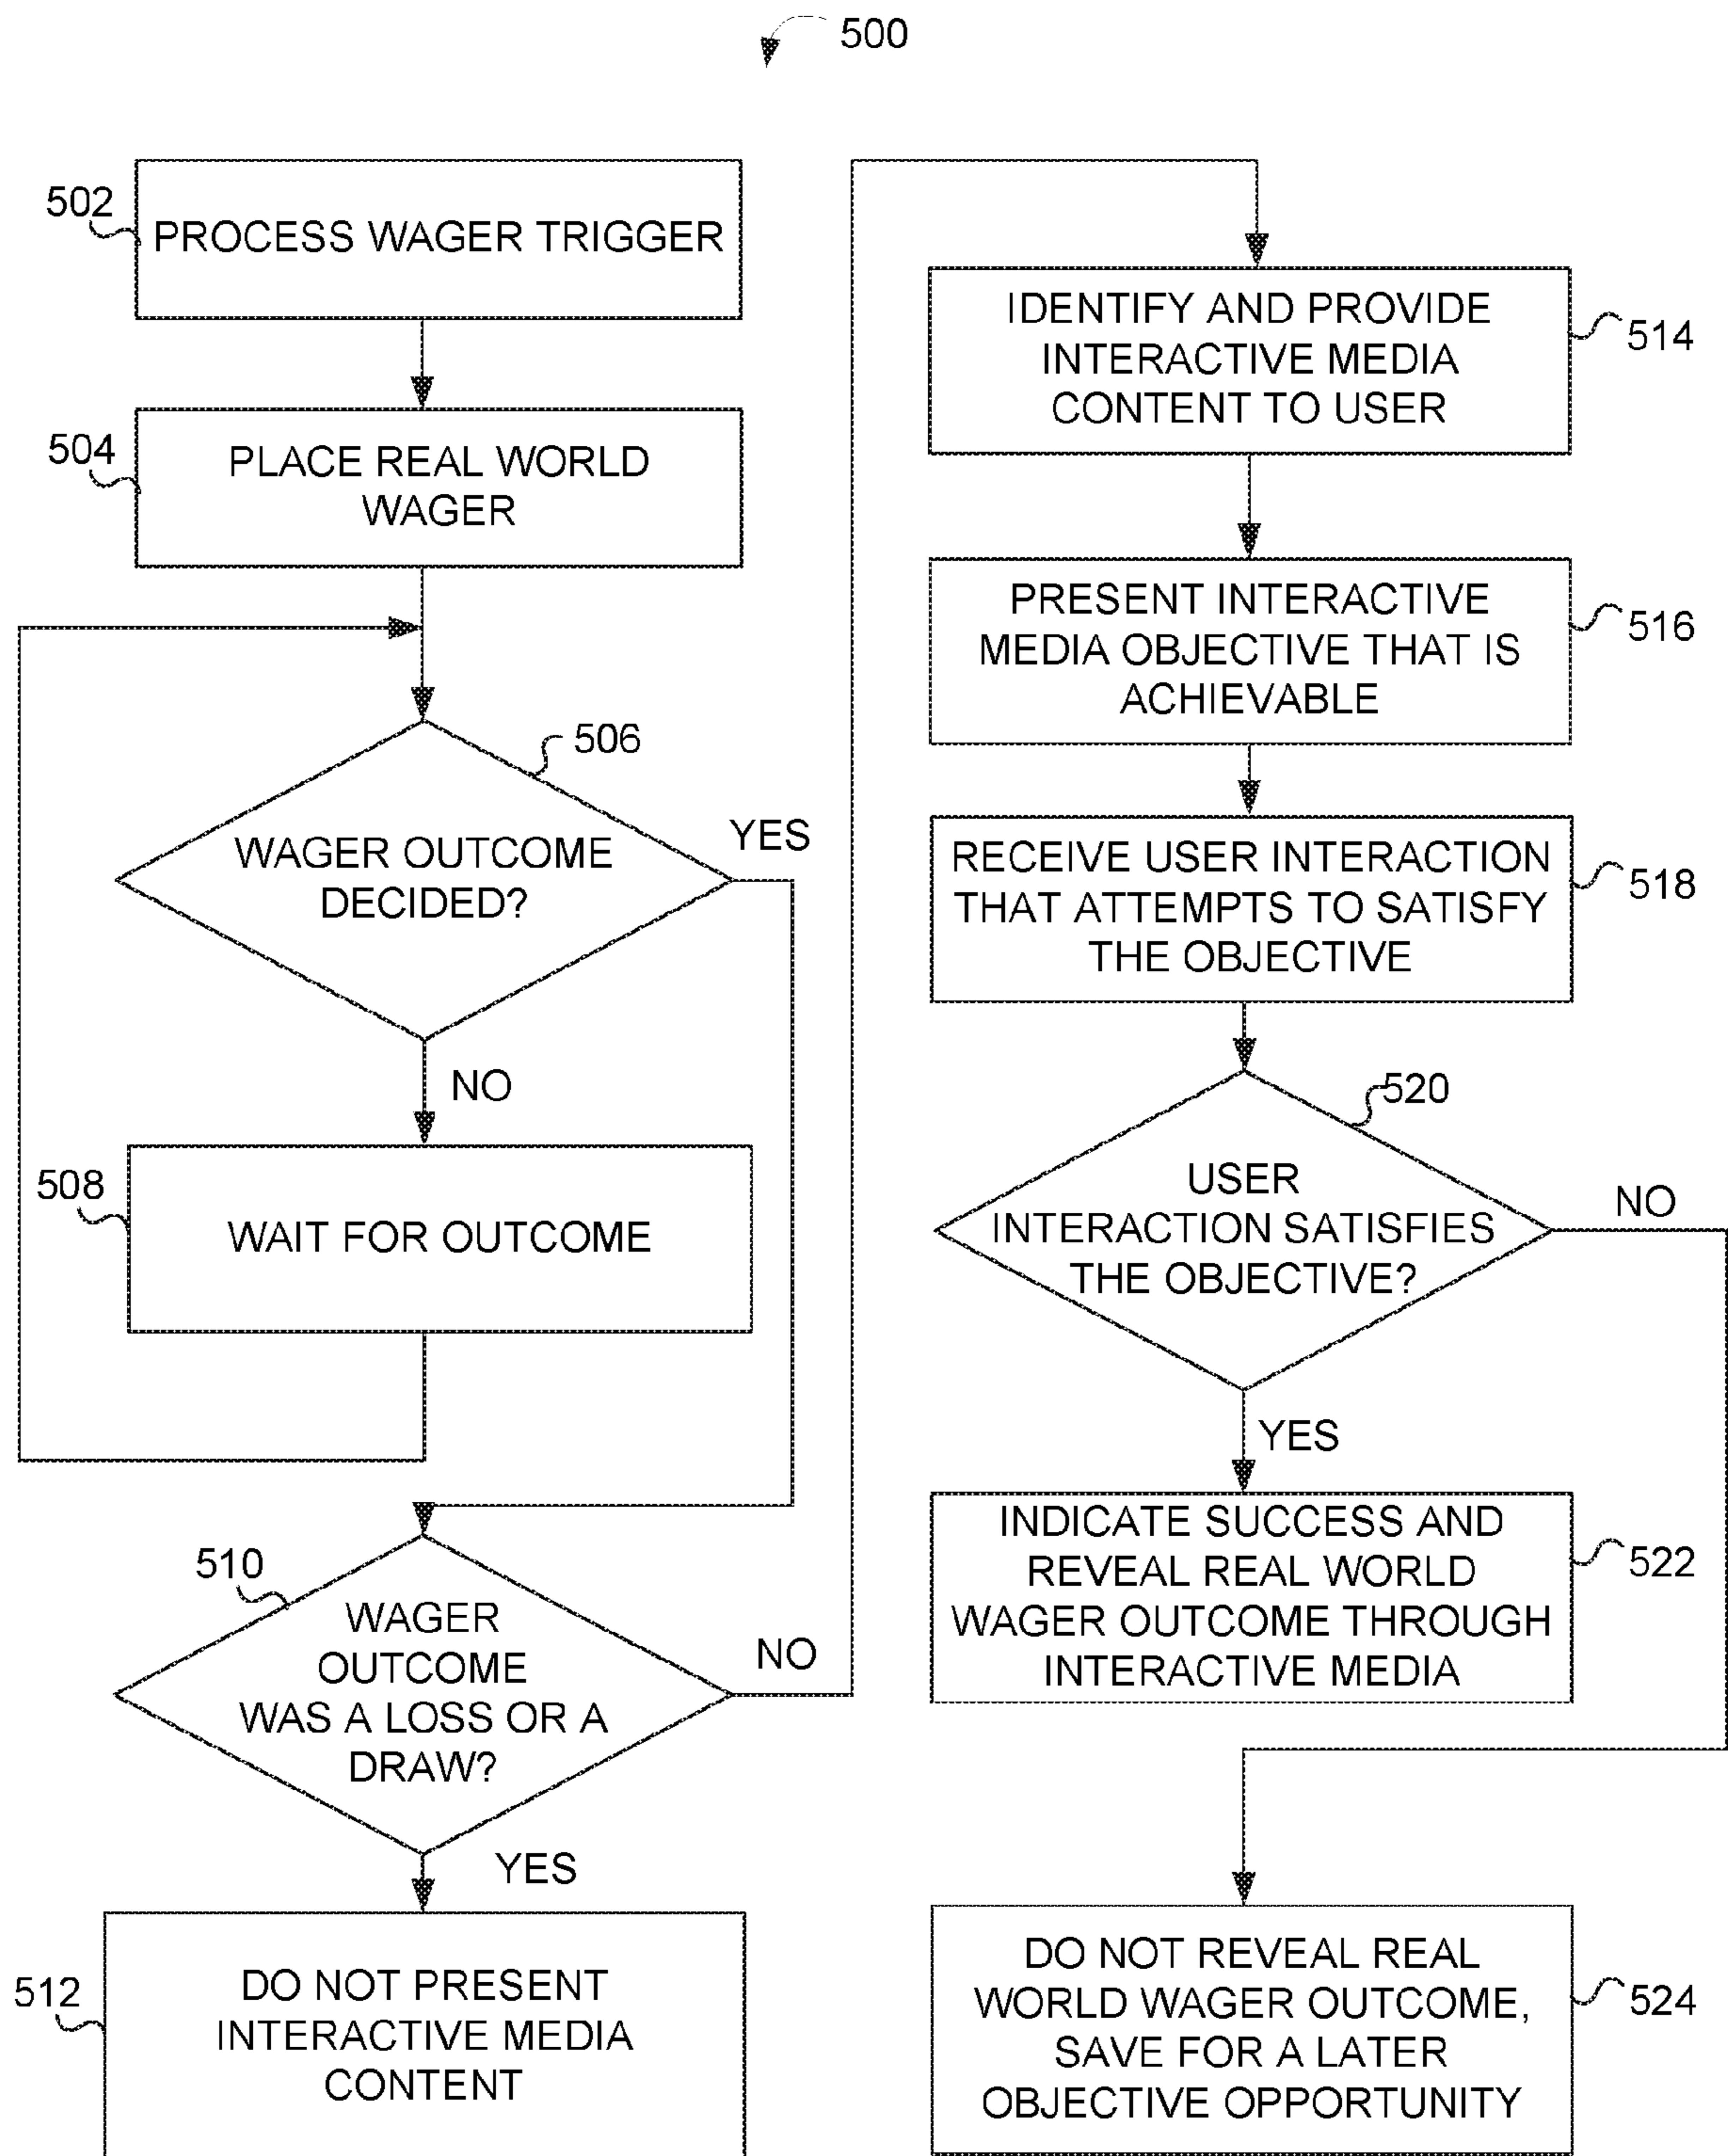 500
502
PROCESS WAGER TRIGGER
504
PLACE REAL WORLD
WAGER
506
WAGER OUTCOME
DECIDED?
YES
NO
508
WAIT FOR OUTCOME
510
WAGER
OUTCOME
WAS A LOSS OR A
DRAW?
NO
YES
512
DO NOT PRESENT
INTERACTIVE MEDIA
CONTENT
IDENTIFY AND PROVIDE
INTERACTIVE MEDIA
CONTENT TO USER
514
PRESENT INTERACTIVE
MEDIA OBJECTIVE THAT IS
ACHIEVABLE
516
RECEIVE USER INTERACTION
THAT ATTEMPTS TO SATISFY
THE OBJECTIVE
518
520
USER
INTERACTION SATISFIES
THE OBJECTIVE?
NO
YES
INDICATE SUCCESS AND
REVEAL REAL WORLD
WAGER OUTCOME THROUGH
INTERACTIVE MEDIA
522
DO NOT REVEAL REAL
WORLD WAGER OUTCOME,
SAVE FOR A LATER
OBJECTIVE OPPORTUNITY
524